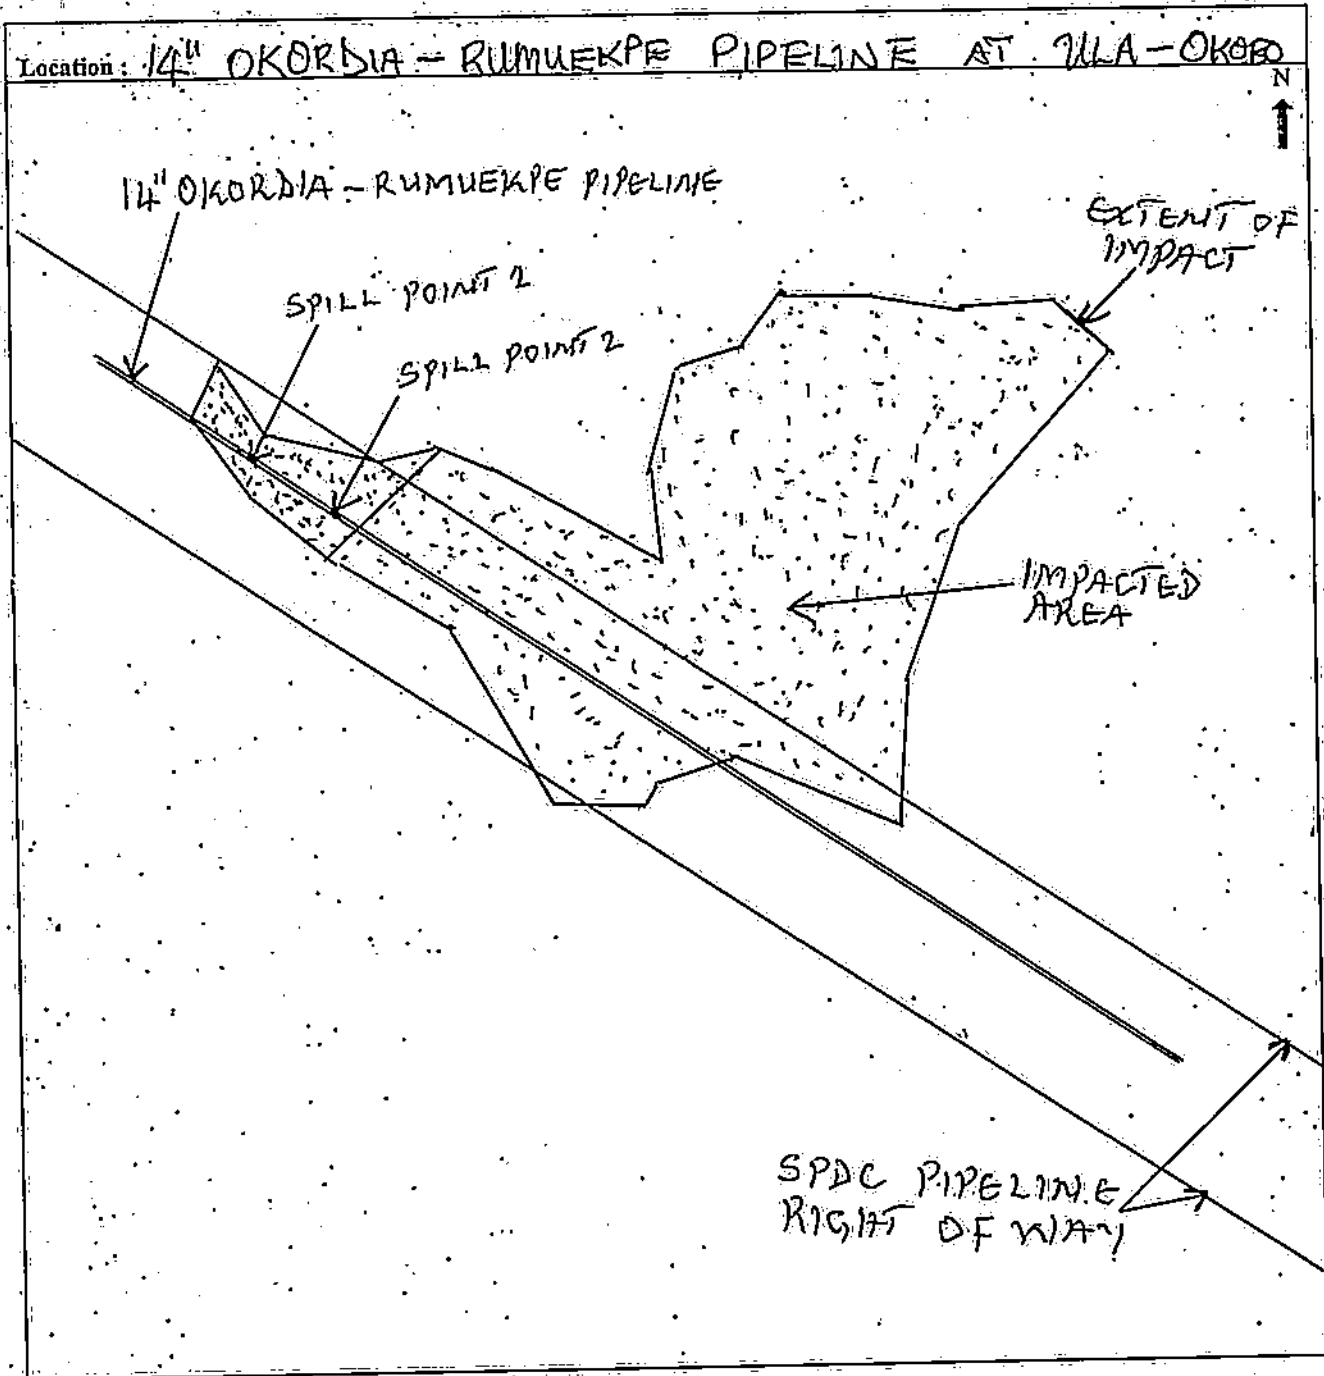 Location: 14" OKORDIA - RUMUEKPE PIPELINE AT ULA-OKOBO
N
14" OKORDIA - RUMUEKPE PIPELINE
EXTENT OF
IMPACT
SPILL POINT 2
SPILL POINT 2
IMPACTED
AREA
SPDC PIPELINE
RIGHT OF WAY